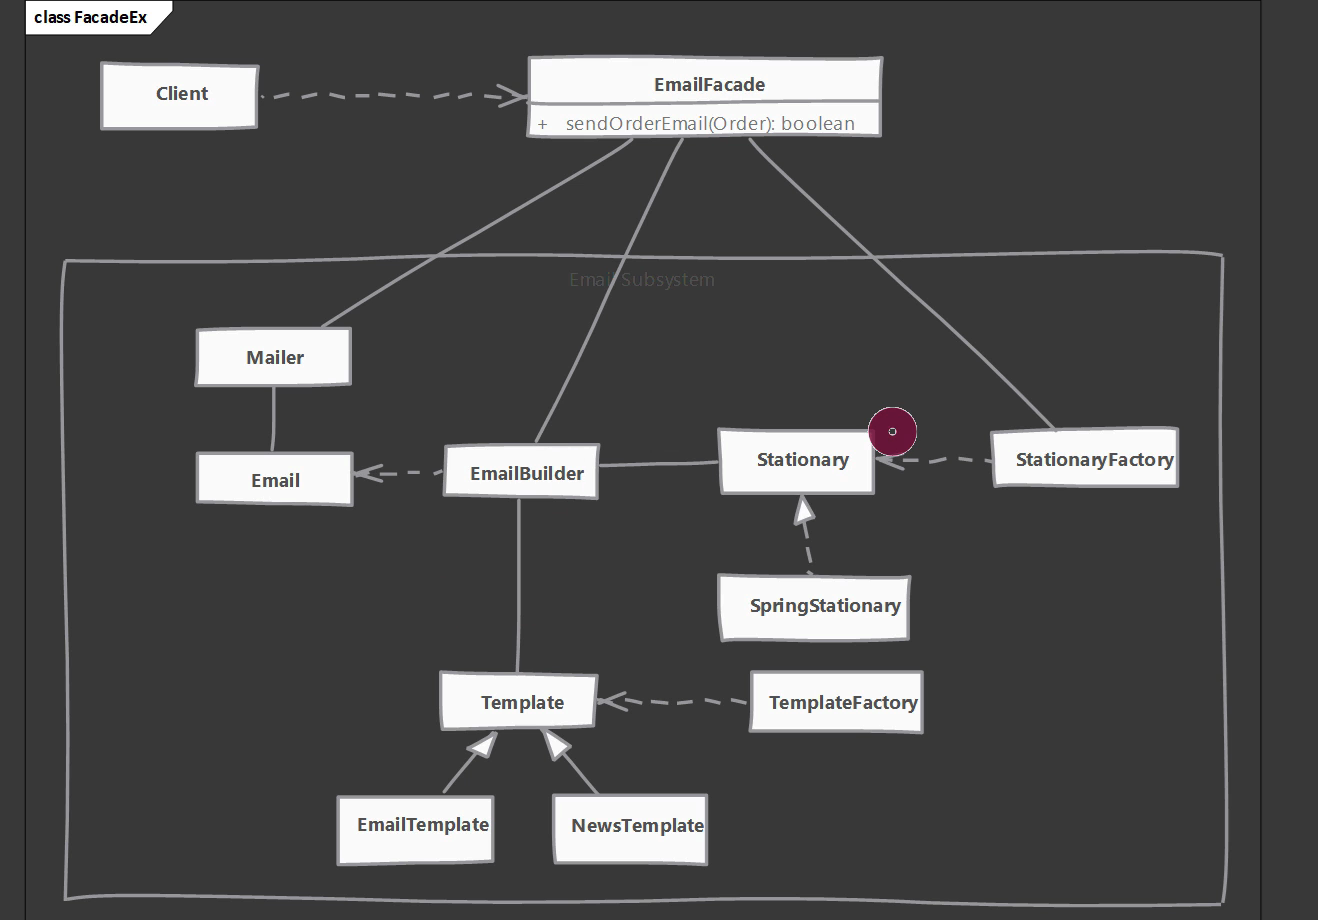 class FacadeEx
Client
EmailFacade
+ sendOrderEmail(Order): boolean
Email Subsystem
Mailer
Email
EmailBuilder
Stationary
StationaryFactory
SpringStationary
Template
TemplateFactory
EmailTemplate
NewsTemplate